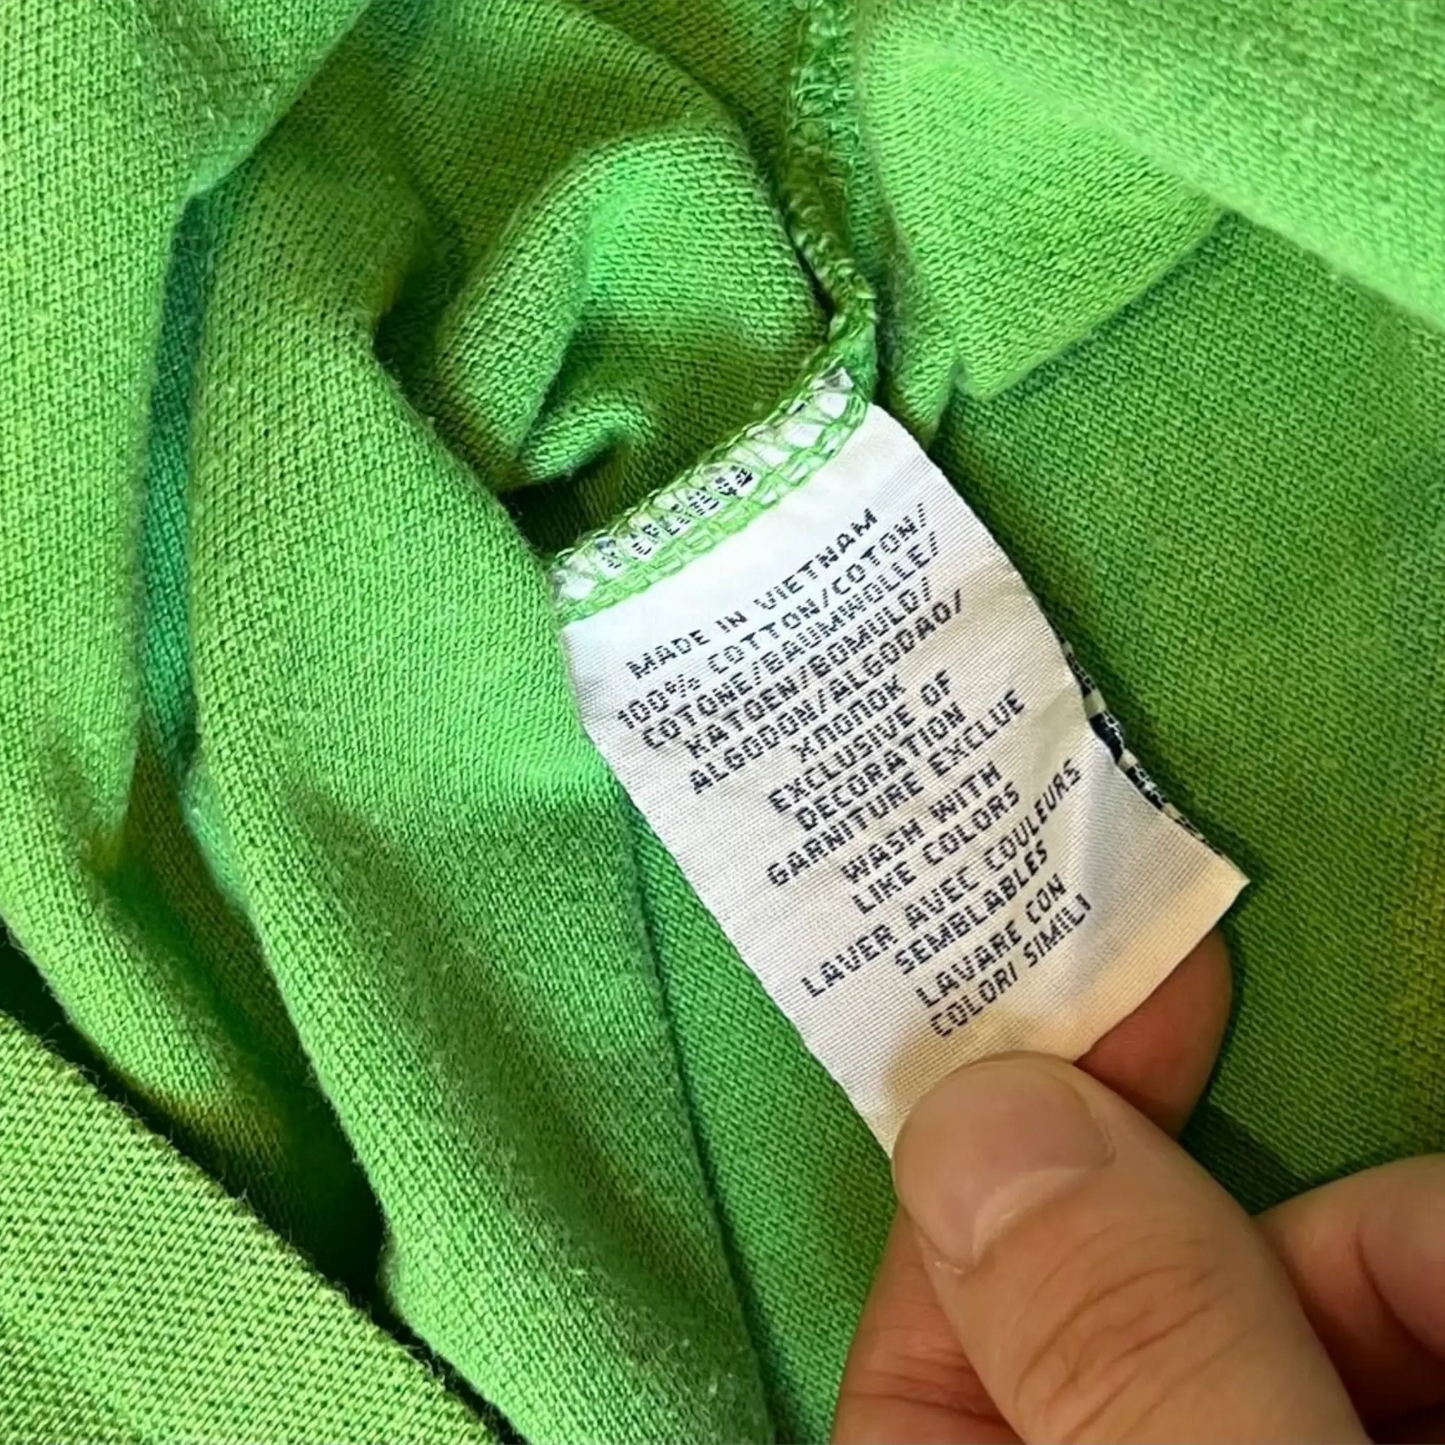 MADE IN VIETNAM
100% COTTON/COTON/
COTONE/BAUMWOLLE/
KATOEN/BOMULD/
ALGODON/ALGODAO/
ΧΠΟΠΟΚ
EXCLUSIVE OF
DECORATION
GARNITURE EXCLUE
WASH WITH
LIKE COLORS
LAVER AVEC COULEURS
SEMBLABLES
LAVARE CON
COLORI SIMILI